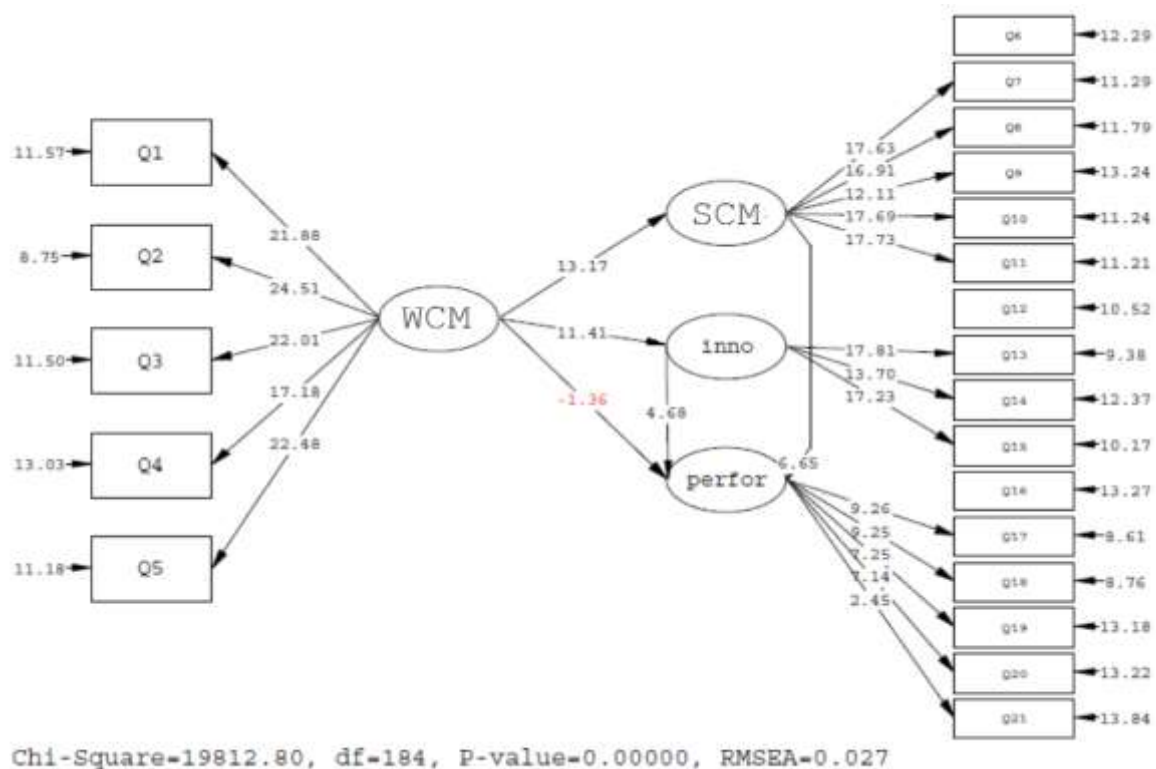 Q6 12.29
Q7 11.29
Q8 11.79
Q9 13.24
Q10 11.24
Q11 11.21
Q12 10.52
Q13 9.38
Q14 12.37
Q15 10.17
Q16 13.27
Q17 8.61
Q18 8.76
Q19 13.18
Q20 13.22
Q21 13.84
11.57 Q1
8.75 Q2
11.50 Q3
13.03 Q4
11.18 Q5
21.88
24.51
22.01
17.18
22.48
WCM
13.17
11.41
-1.36
SCM
inno
4.68
perfor
6.65
17.63
16.91
12.11
17.69
17.73
17.81
13.70
17.23
9.26
9.25
7.25
7.14
2.45
Chi-Square=19812.80, df=184, P-value=0.00000, RMSEA=0.027